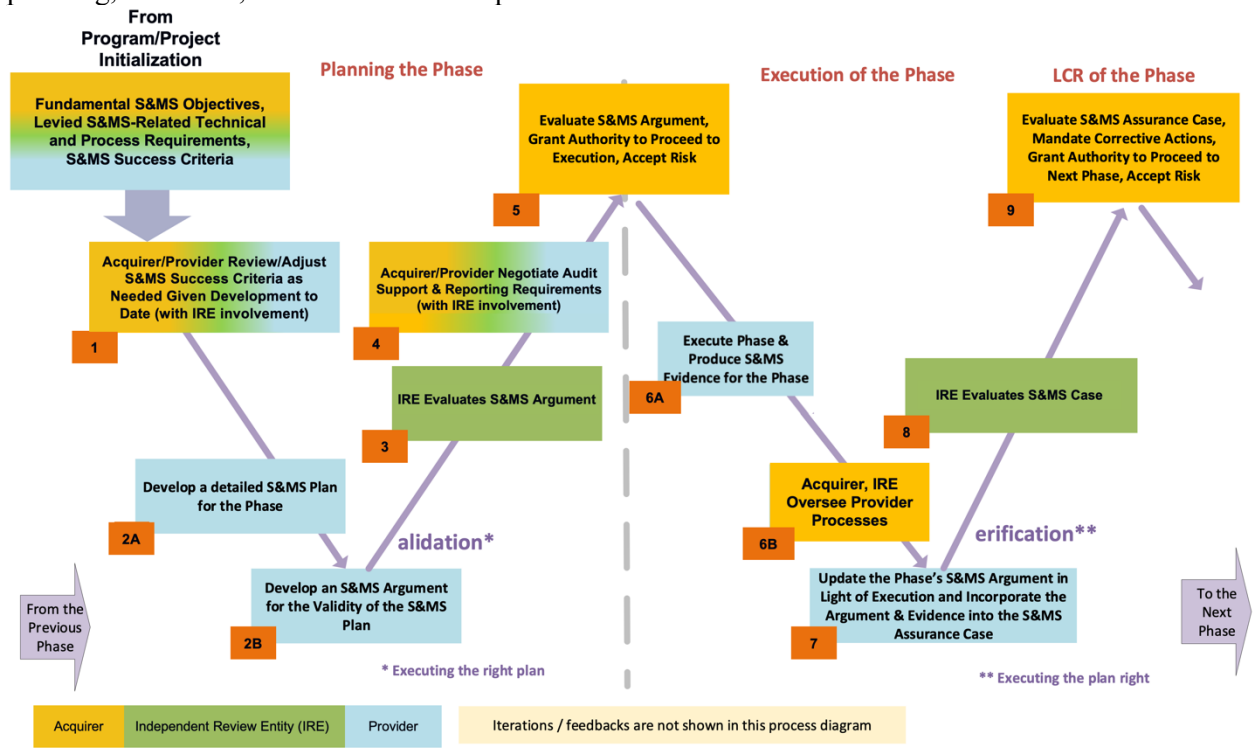 From
Program/Project
Initialization
Planning the Phase
Execution of the Phase
LCR of the Phase
Fundamental S&MS Objectives,
Levied S&MS-Related Technical
and Process Requirements,
S&MS Success Criteria
Evaluate S&MS Argument,
Grant Authority to Proceed to
Execution, Accept Risk
5
Evaluate S&MS Assurance Case,
Mandate Corrective Actions,
Grant Authority to Proceed to
Next Phase, Accept Risk
9
Acquirer/Provider Review/Adjust
S&MS Success Criteria as
Needed Given Development to
Date (with IRE involvement)
1
Acquirer/Provider Negotiate Audit
Support & Reporting Requirements
(with IRE involvement)
4
IRE Evaluates S&MS Argument
3
Execute Phase &
Produce S&MS
Evidence for the Phase
6A
IRE Evaluates S&MS Case
8
Develop a detailed S&MS Plan
for the Phase
2A
Acquirer, IRE
Oversee Provider
Processes
6B
alidation*
erification**
Develop an S&MS Argument
for the Validity of the S&MS
Plan
2B
Update the Phase's S&MS Argument in
Light of Execution and Incorporate the
Argument & Evidence into the S&MS
Assurance Case
7
From the
Previous
Phase
To the
Next
Phase
* Executing the right plan
** Executing the plan right
Acquirer
Independent Review Entity (IRE)
Provider
Iterations / feedbacks are not shown in this process diagram